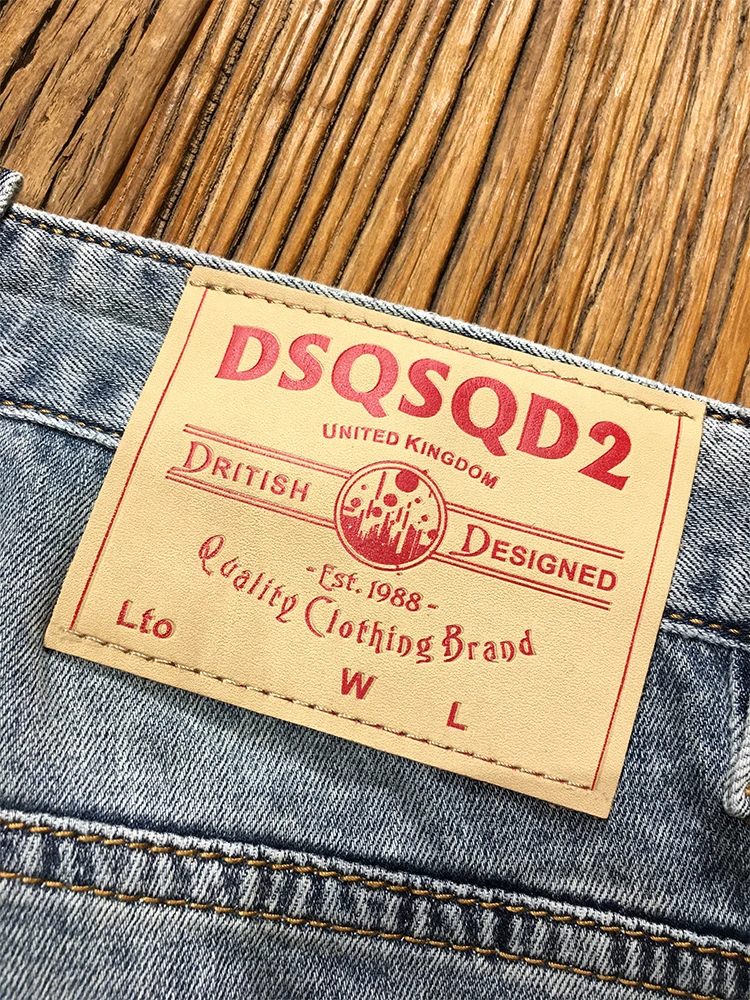 DSQSQD2
UNITED KINGDOM
DRITISH DESIGNED
-Est. 1988-
Quality Clothing Brand
Lto
W L